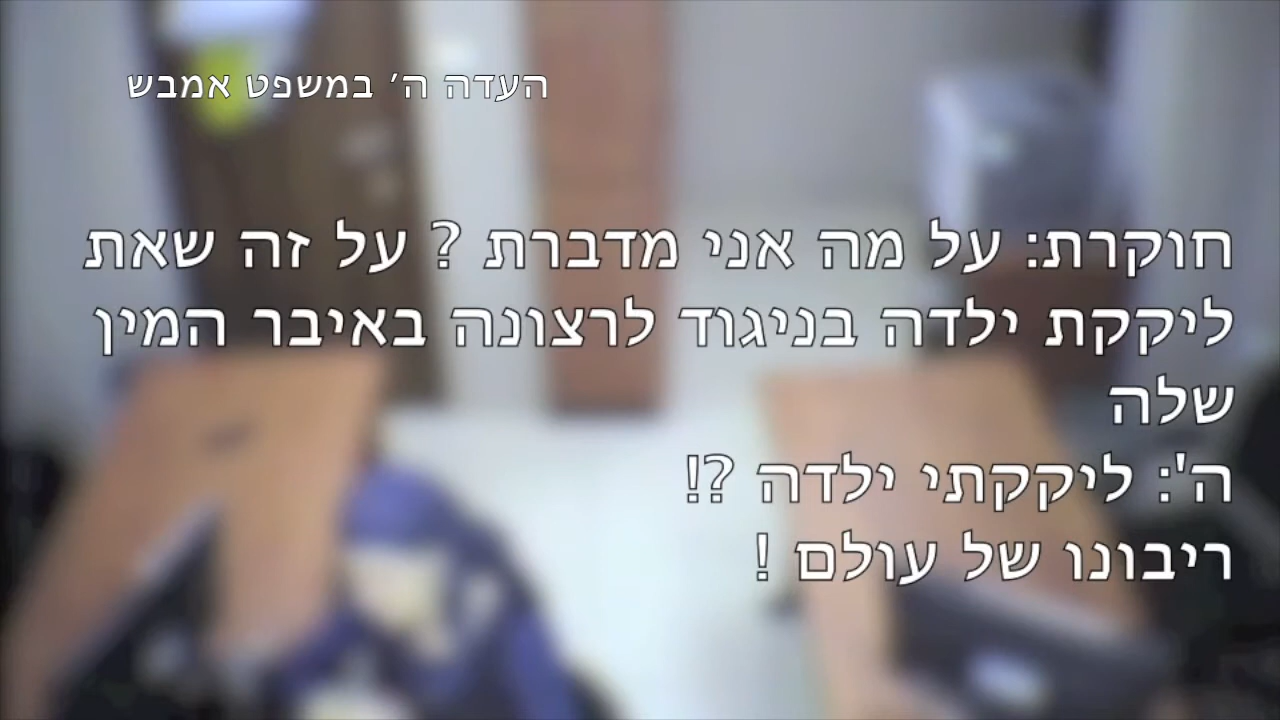 העדה ה׳ במשפט אמבש
חוקרת: על מה אני מדברת ? על זה שאת
ליקקת ילדה בניגוד לרצונה באיבר המין
שלה
ה': ליקקתי ילדה ?!
ריבונו של עולם !